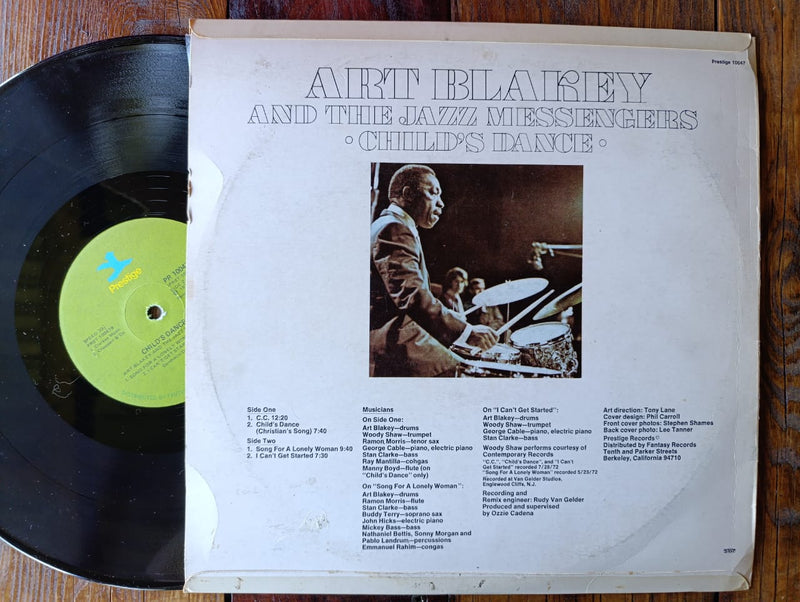 Prestige 10047
ART BLAKEY
AND THE JAZZ MESSENGERS
• CHILD'S DANCE •
Prestige
CHILD'S DANCE
Side One
1. C.C. 12:20
2. Child's Dance
(Christian's Song) 7:40
Side Two
1. Song For A Lonely Woman 9:40
2. I Can't Get Started 7:30
Musicians
On Side One:
Art Blakey—drums
Woody Shaw—trumpet
Ramon Morris—tenor sax
George Cable—piano, electric piano
Stan Clarke—bass
Ray Mantilla—cohgas
Manny Boyd—flute (on
"Child's Dance" only)
On "Song For A Lonely Woman":
Art Blakey—drums
Ramon Morris—flute
Stan Clarke—bass
Buddy Terry—soprano sax
John Hicks—electric piano
Mickey Bass—bass
Nathaniel Bettis, Sonny Morgan and
Pablo Landrum—percussions
Emmanuel Rahim—congas
On "I Can't Get Started":
Art Blakey—drums
Woody Shaw—trumpet
George Cable—piano, electric piano
Stan Clarke—bass
Woody Shaw performs courtesy of
Contemporary Records
"C.C.", "Child's Dance", and "I Can't
Get Started" recorded 7/28/72
"Song For A Lonely Woman" recorded 5/23/72
Recorded at Van Gelder Studios,
Englewood Cliffs, N.J.
Recording and
Remix engineer: Rudy Van Gelder
Produced and supervised
by Ozzie Cadena
Art direction: Tony Lane
Cover design: Phil Carroll
Front cover photos: Stephen Shames
Back cover photo: Lee Tanner
Prestige Records
Distributed by Fantasy Records
Tenth and Parker Streets
Berkeley, California 94710